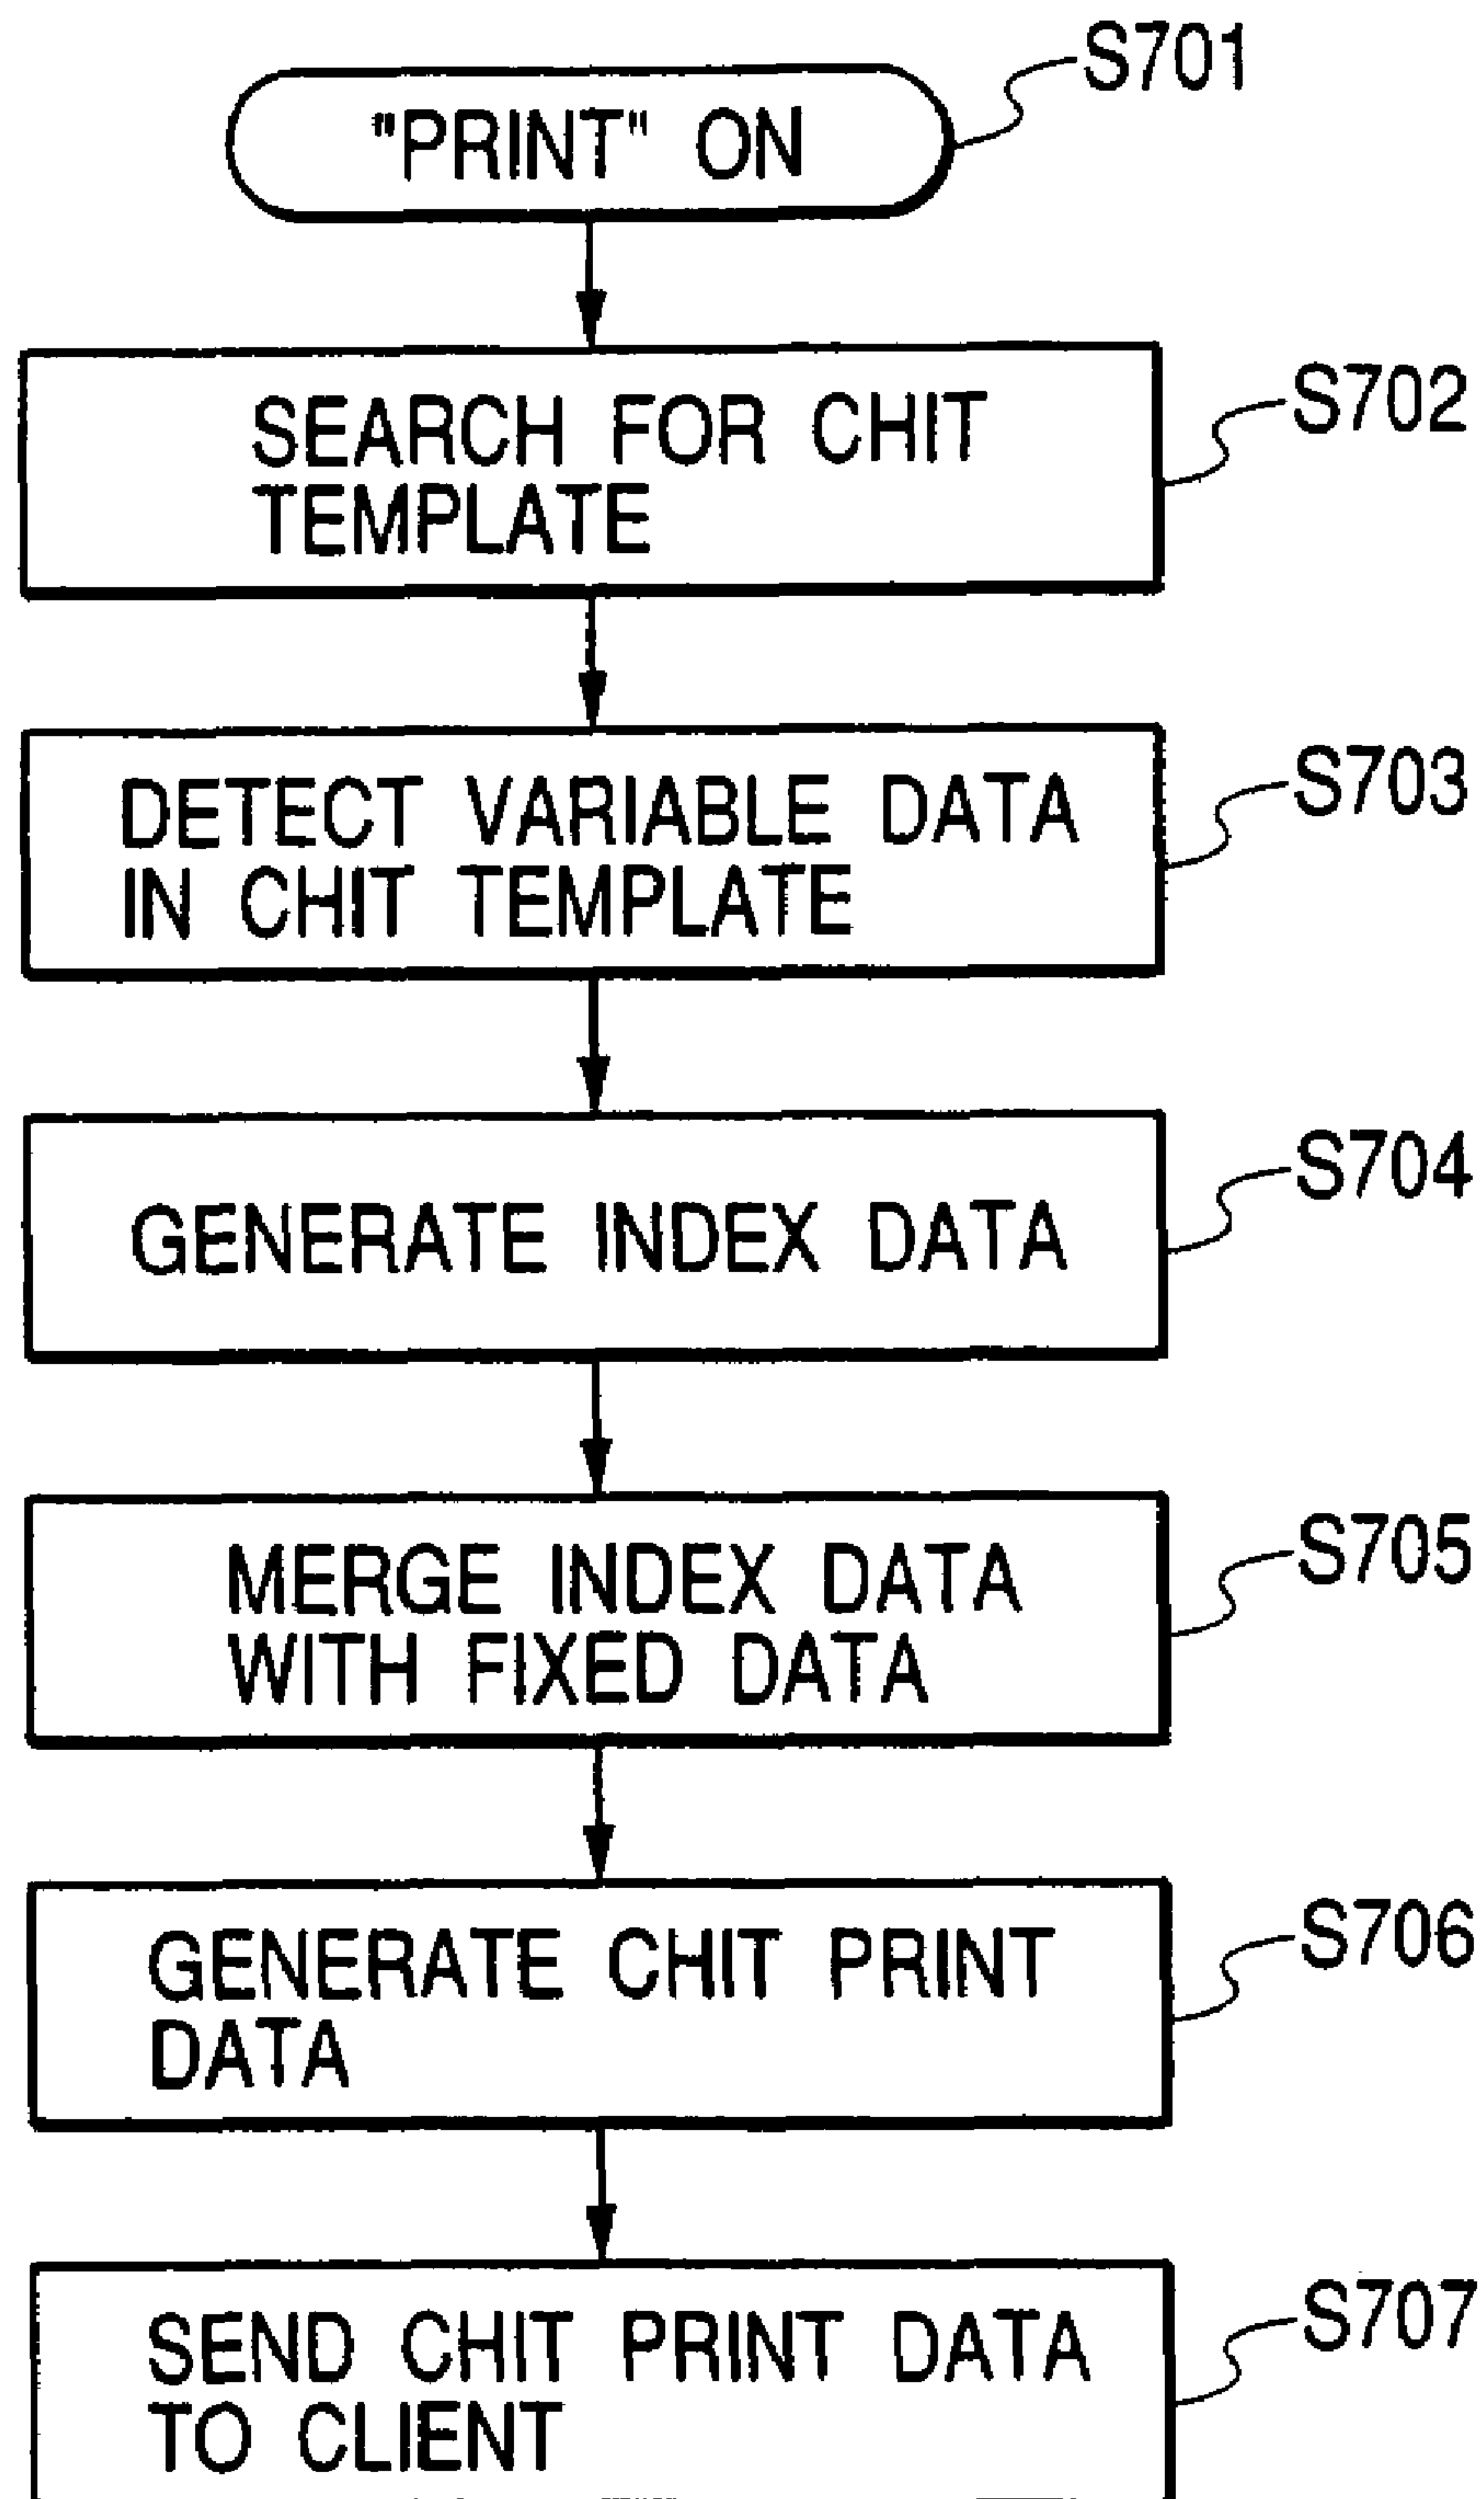 "PRINT" ON
S701
SEARCH FOR CHIT
TEMPLATE
S702
DETECT VARIABLE DATA
IN CHIT TEMPLATE
S703
GENERATE INDEX DATA
S704
MERGE INDEX DATA
WITH FIXED DATA
S705
GENERATE CHIT PRINT
DATA
S706
SEND CHIT PRINT DATA
TO CLIENT
S707